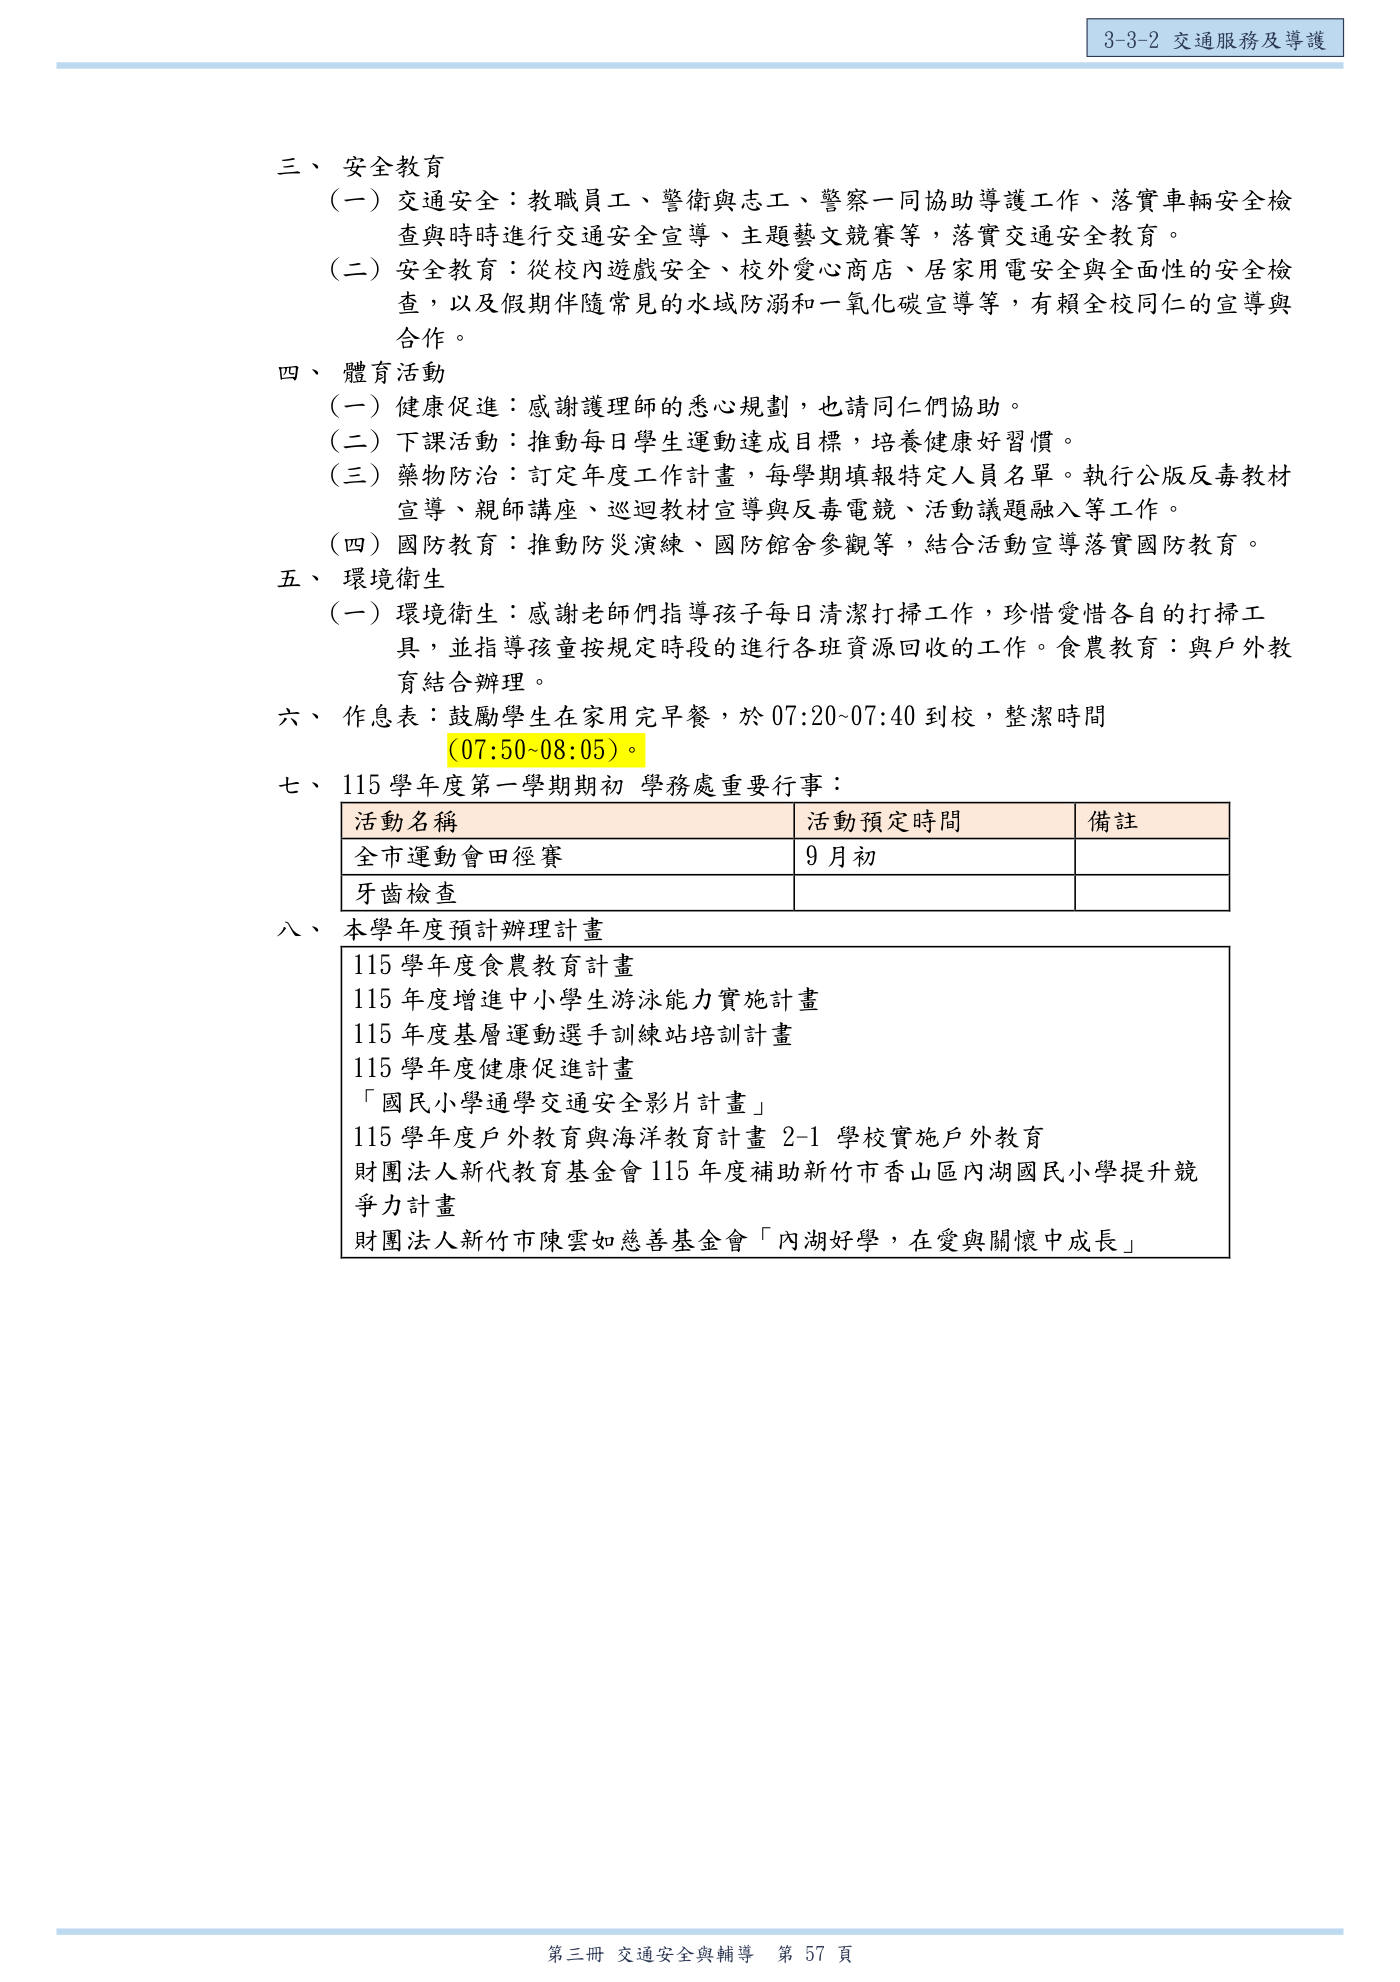 3-3-2 交通服務及導護
三、 安全教育
(一) 交通安全：教職員工、警衛與志工、警察一同協助導護工作、落實車輛安全檢
查與時時進行交通安全宣導、主題藝文競賽等，落實交通安全教育。
(二) 安全教育：從校內遊戲安全、校外愛心商店、居家用電安全與全面性的安全檢
查，以及假期伴隨常見的水域防溺和一氧化碳宣導等，有賴全校同仁的宣導與
合作。
四、 體育活動
(一) 健康促進：感謝護理師的悉心規劃，也請同仁們協助。
(二) 下課活動：推動每日學生運動達成目標，培養健康好習慣。
(三) 藥物防治：訂定年度工作計畫，每學期填報特定人員名單。執行公版反毒教材
宣導、親師講座、巡迴教材宣導與反毒電競、活動議題融入等工作。
(四) 國防教育：推動防災演練、國防館舍參觀等，結合活動宣導落實國防教育。
五、 環境衛生
(一) 環境衛生：感謝老師們指導孩子每日清潔打掃工作，珍惜愛惜各自的打掃工
具，並指導孩童按規定時段的進行各班資源回收的工作。食農教育：與戶外教
育結合辦理。
六、 作息表：鼓勵學生在家用完早餐，於 07:20~07:40 到校，整潔時間
(07:50~08:05)。
七、 115 學年度第一學期期初 學務處重要行事：
活動名稱 活動預定時間 備註
全市運動會田徑賽 9 月初
牙齒檢查
八、 本學年度預計辦理計畫
115 學年度食農教育計畫
115 年度增進中小學生游泳能力實施計畫
115 年度基層運動選手訓練站培訓計畫
115 學年度健康促進計畫
「國民小學通學交通安全影片計畫」
115 學年度戶外教育與海洋教育計畫 2-1 學校實施戶外教育
財團法人新代教育基金會 115 年度補助新竹市香山區內湖國民小學提升競
爭力計畫
財團法人新竹市陳雲如慈善基金會「內湖好學，在愛與關懷中成長」
第三冊 交通安全與輔導 第 57 頁